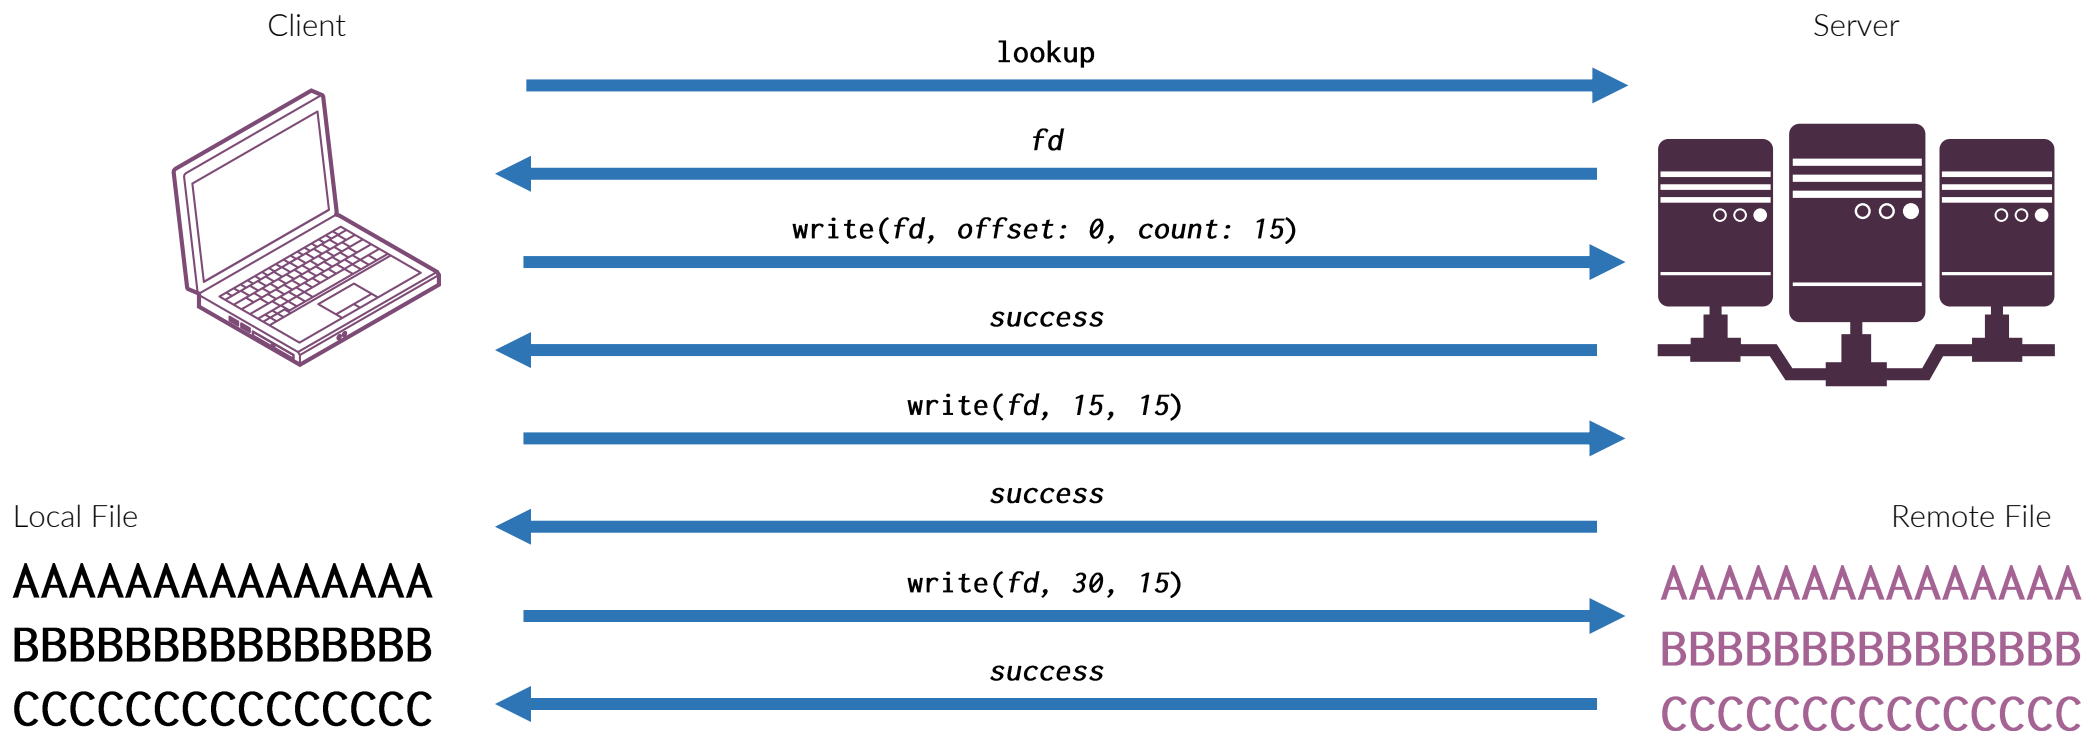 Client
Server
lookup
fd
write(fd, offset: 0, count: 15)
success
write(fd, 15, 15)
success
Local File
Remote File
AAAAAAAAAAAAAAA
AAAAAAAAAAAAAAA
write(fd, 30, 15)
BBBBBBBBBBBBBBB
BBBBBBBBBBBBBBB
success
CCCCCCCCCCCCCCC
CCCCCCCCCCCCCCC